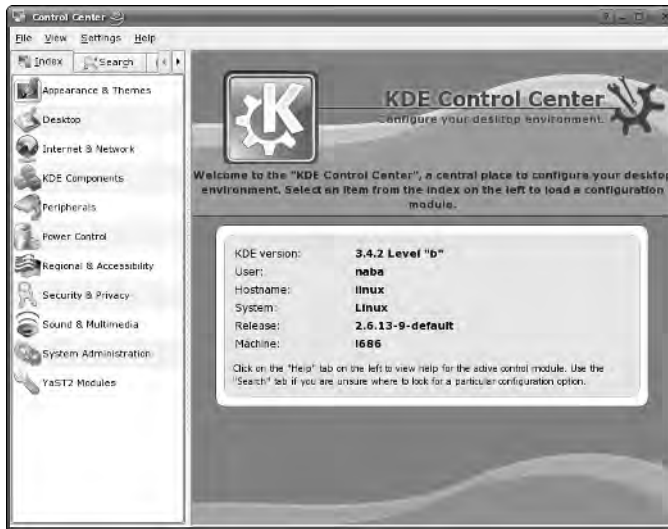 Control Center
File View Settings Help
Index Search
Appearance & Themes
Desktop
Internet & Network
KDE Components
Peripherals
Power Control
Regional & Accessibility
Security & Privacy
Sound & Multimedia
System Administration
YaST2 Modules
KDE Control Center
Configure your desktop environment.
Welcome to the "KDE Control Center", a central place to configure your desktop
environment. Select an item from the index on the left to load a configuration
module.
KDE version: 3.4.2 Level "b"
User: naba
Hostname: linux
System: Linux
Release: 2.6.13-9-default
Machine: i686
Click on the "Help" tab on the left to view help for the active control module. Use the
"Search" tab if you are unsure where to look for a particular configuration option.